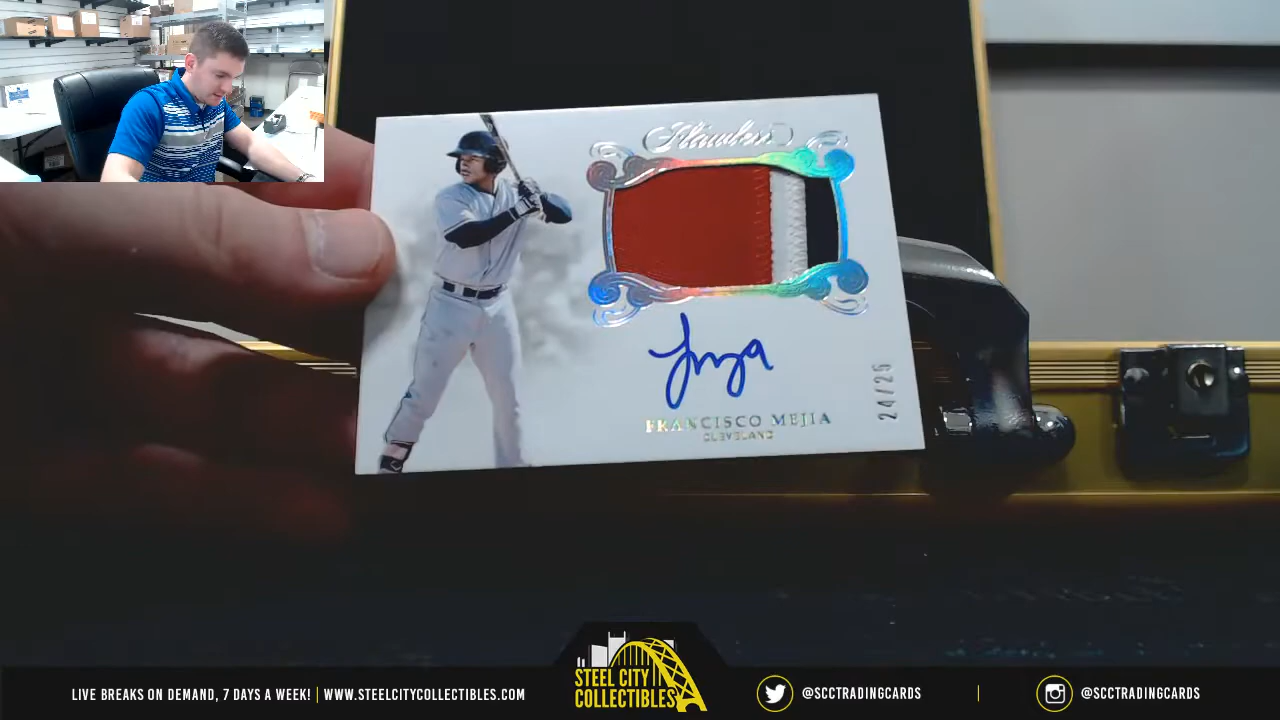 Flawless
FRANCISCO MEJIA
CLEVELAND
24/25
LIVE BREAKS ON DEMAND, 7 DAYS A WEEK! | WWW.STEELCITYCOLLECTIBLES.COM
STEEL CITY
COLLECTIBLES
@SCCTRADINGCARDS
@SCCTRADINGCARDS